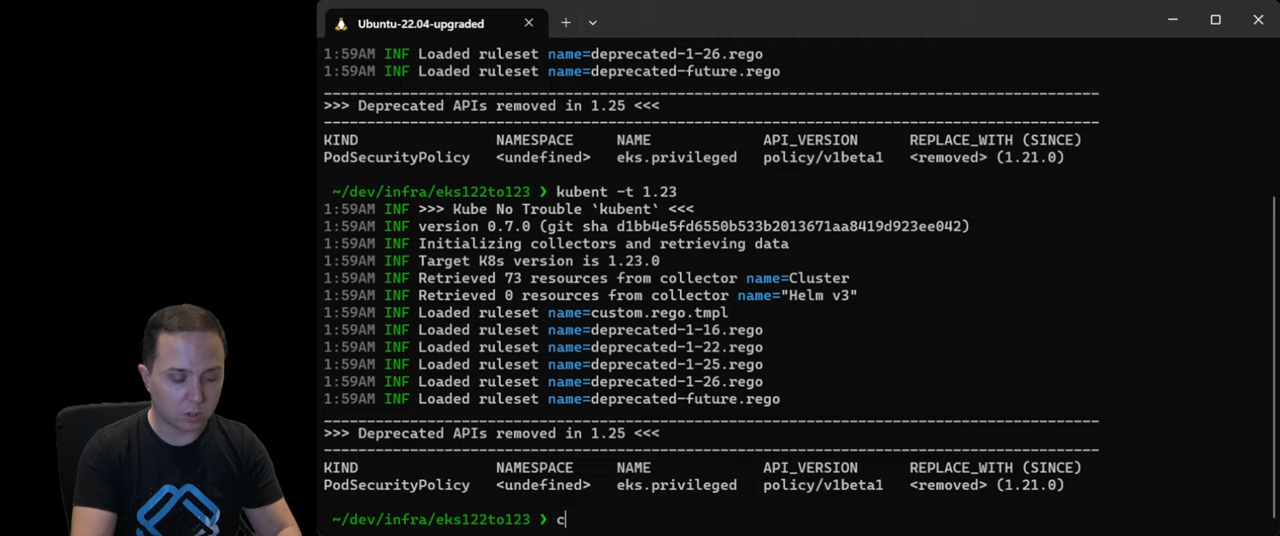 Ubuntu-22.04-upgraded
1:59AM INF Loaded ruleset name=deprecated-1-26.rego
1:59AM INF Loaded ruleset name=deprecated-future.rego
>>> Deprecated APIs removed in 1.25 <<<
KIND NAMESPACE NAME API_VERSION REPLACE_WITH (SINCE)
PodSecurityPolicy <undefined> eks.privileged policy/v1beta1 <removed> (1.21.0)
~/dev/infra/eks122to123 ❯ kubent -t 1.23
1:59AM INF >>> Kube No Trouble `kubent` <<<
1:59AM INF version 0.7.0 (git sha d1bb4e5fd6550b533b2013671aa8419d923ee042)
1:59AM INF Initializing collectors and retrieving data
1:59AM INF Target K8s version is 1.23.0
1:59AM INF Retrieved 73 resources from collector name=Cluster
1:59AM INF Retrieved 0 resources from collector name="Helm v3"
1:59AM INF Loaded ruleset name=custom.rego.tmpl
1:59AM INF Loaded ruleset name=deprecated-1-16.rego
1:59AM INF Loaded ruleset name=deprecated-1-22.rego
1:59AM INF Loaded ruleset name=deprecated-1-25.rego
1:59AM INF Loaded ruleset name=deprecated-1-26.rego
1:59AM INF Loaded ruleset name=deprecated-future.rego
>>> Deprecated APIs removed in 1.25 <<<
KIND NAMESPACE NAME API_VERSION REPLACE_WITH (SINCE)
PodSecurityPolicy <undefined> eks.privileged policy/v1beta1 <removed> (1.21.0)
~/dev/infra/eks122to123 ❯ c